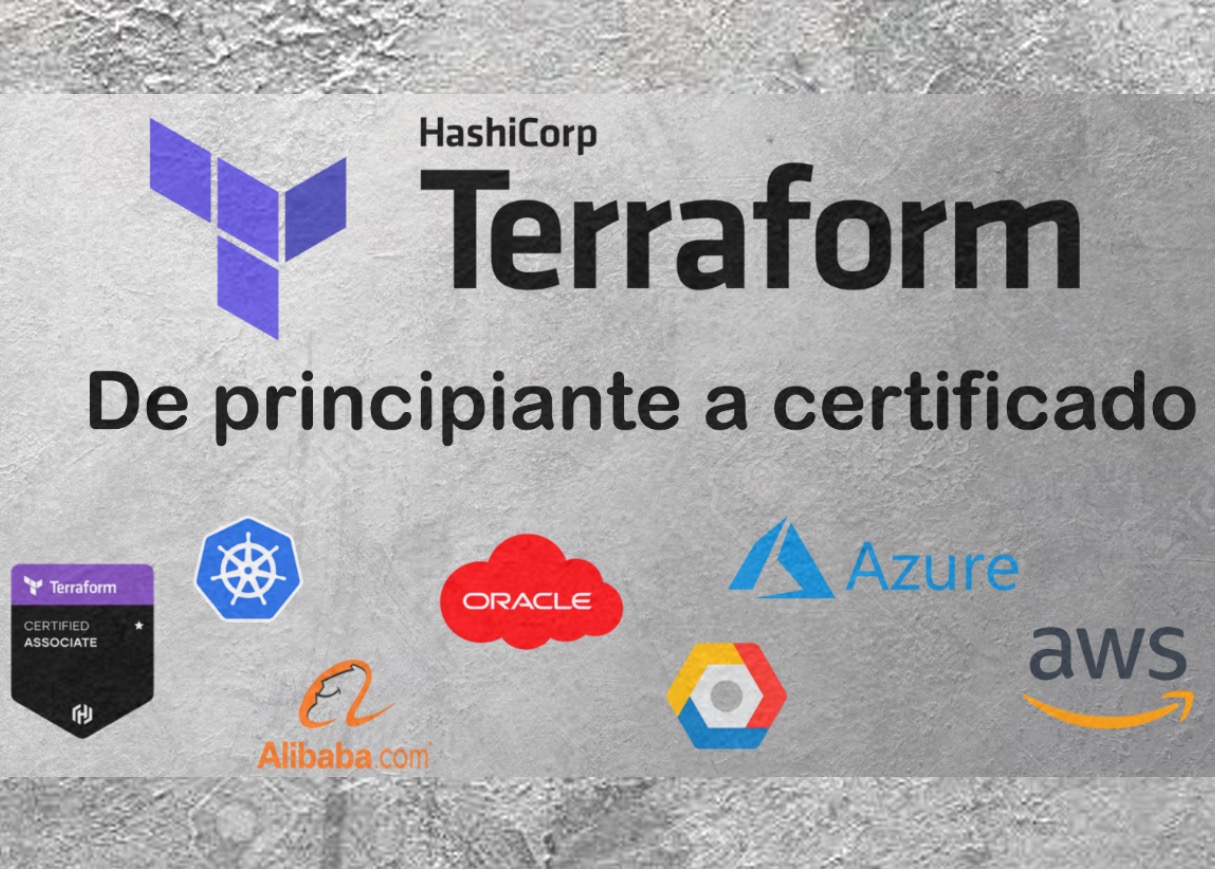 HashiCorp
Terraform
De principiante a certificado
Terraform
CERTIFIED
ASSOCIATE
ORACLE
Azure
aws
Alibaba.com